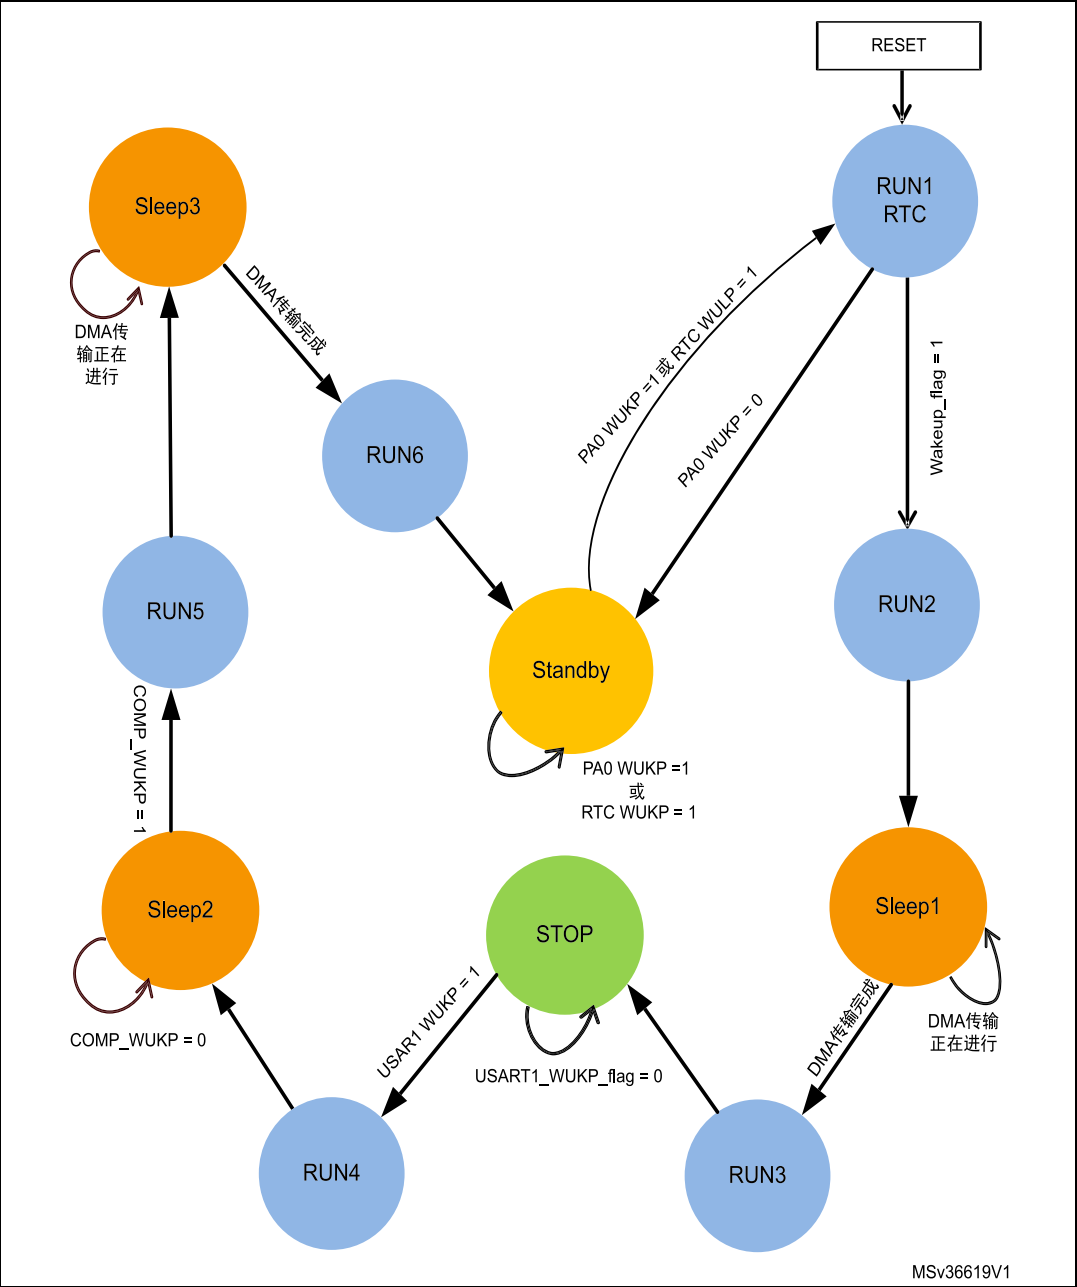 RESET
RUN1
RTC
Sleep3
DMA传
输正在
进行
DMA传输完成
RUN6
PA0 WUKP =1 或 RTC WULP = 1
PA0 WUKP = 0
Wakeup_flag = 1
RUN5
RUN2
Standby
PA0 WUKP =1
或
RTC WUKP = 1
COMP_WUKP = 1
Sleep2
COMP_WUKP = 0
STOP
USART1_WUKP_flag = 0
USAR1 WUKP = 1
Sleep1
DMA传输
正在进行
DMA传输完成
RUN4
RUN3
MSv36619V1